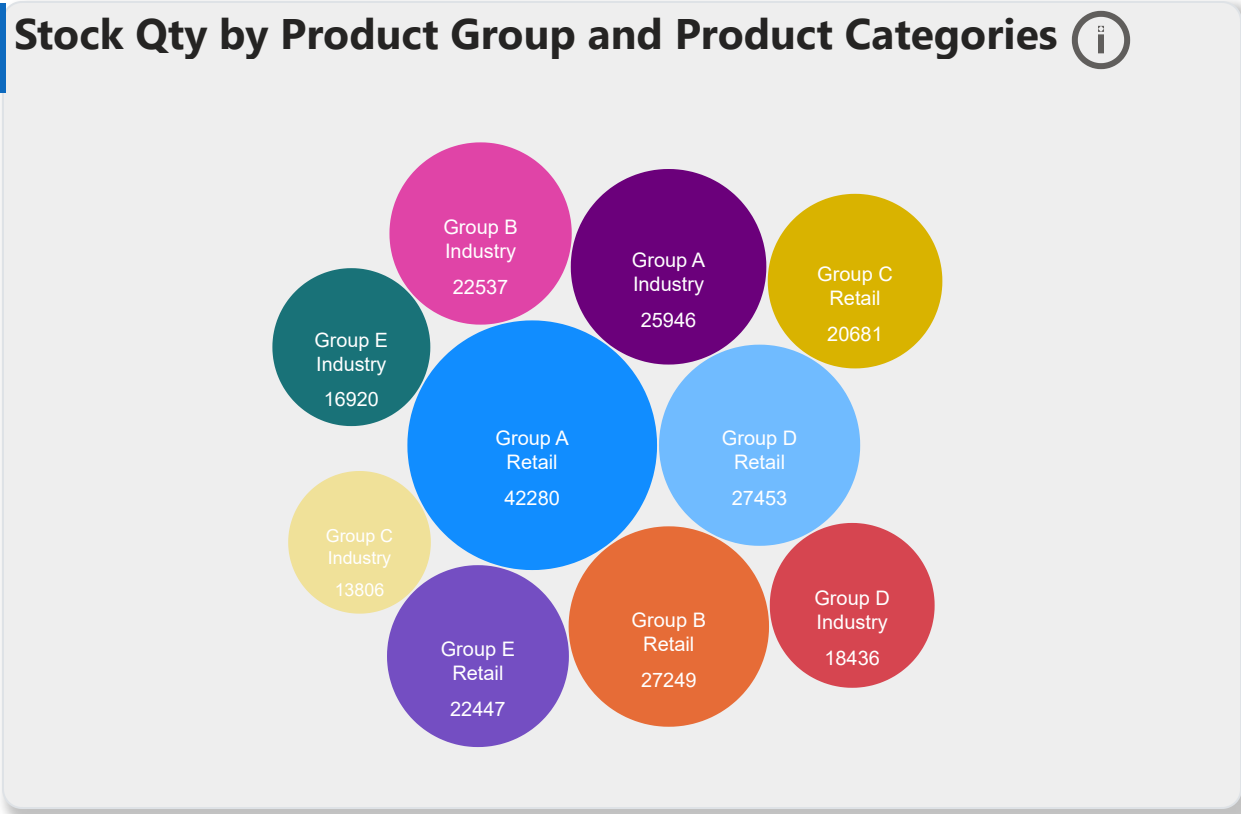 Stock Qty by Product Group and Product Categories i
Group B
Industry
22537
Group A
Industry
25946
Group C
Retail
20681
Group E
Industry
16920
Group A
Retail
42280
Group D
Retail
27453
Group C
Industry
13806
Group E
Retail
22447
Group B
Retail
27249
Group D
Industry
18436